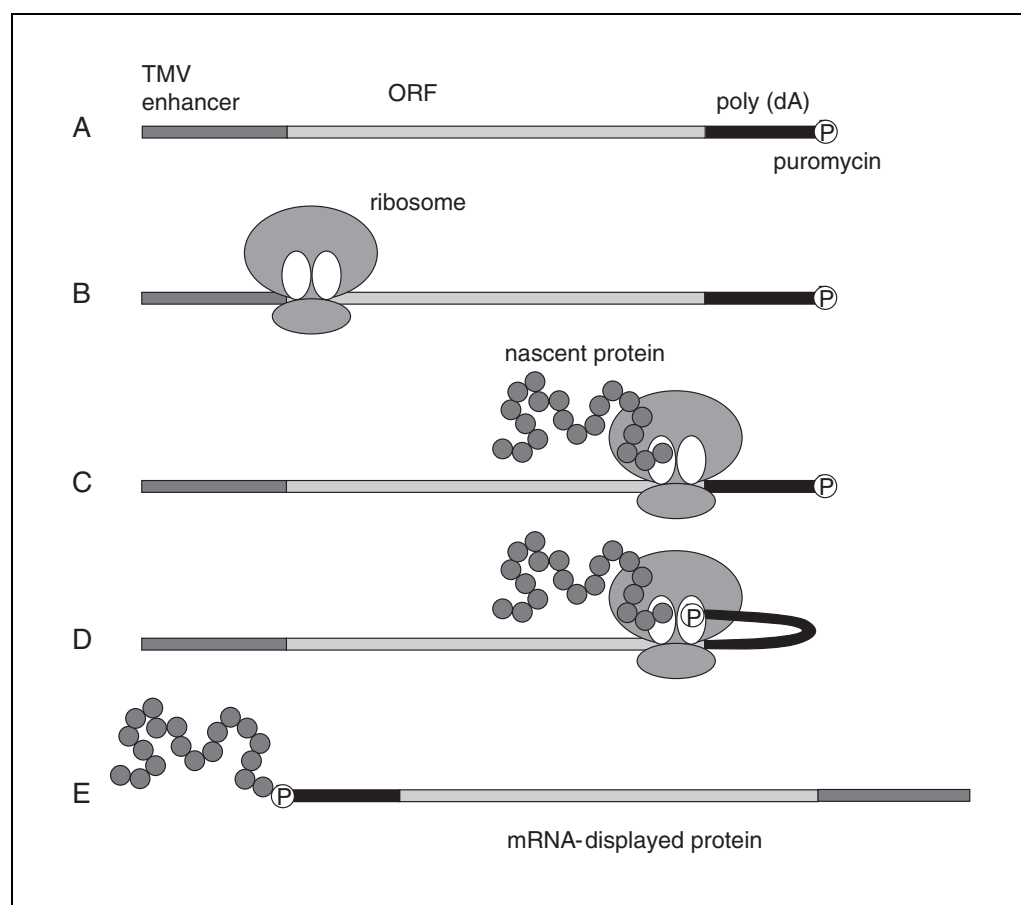 TMV
enhancer
ORF
poly (dA)
A
P
puromycin
ribosome
B
P
nascent protein
C
P
D
P
E
P
mRNA-displayed protein